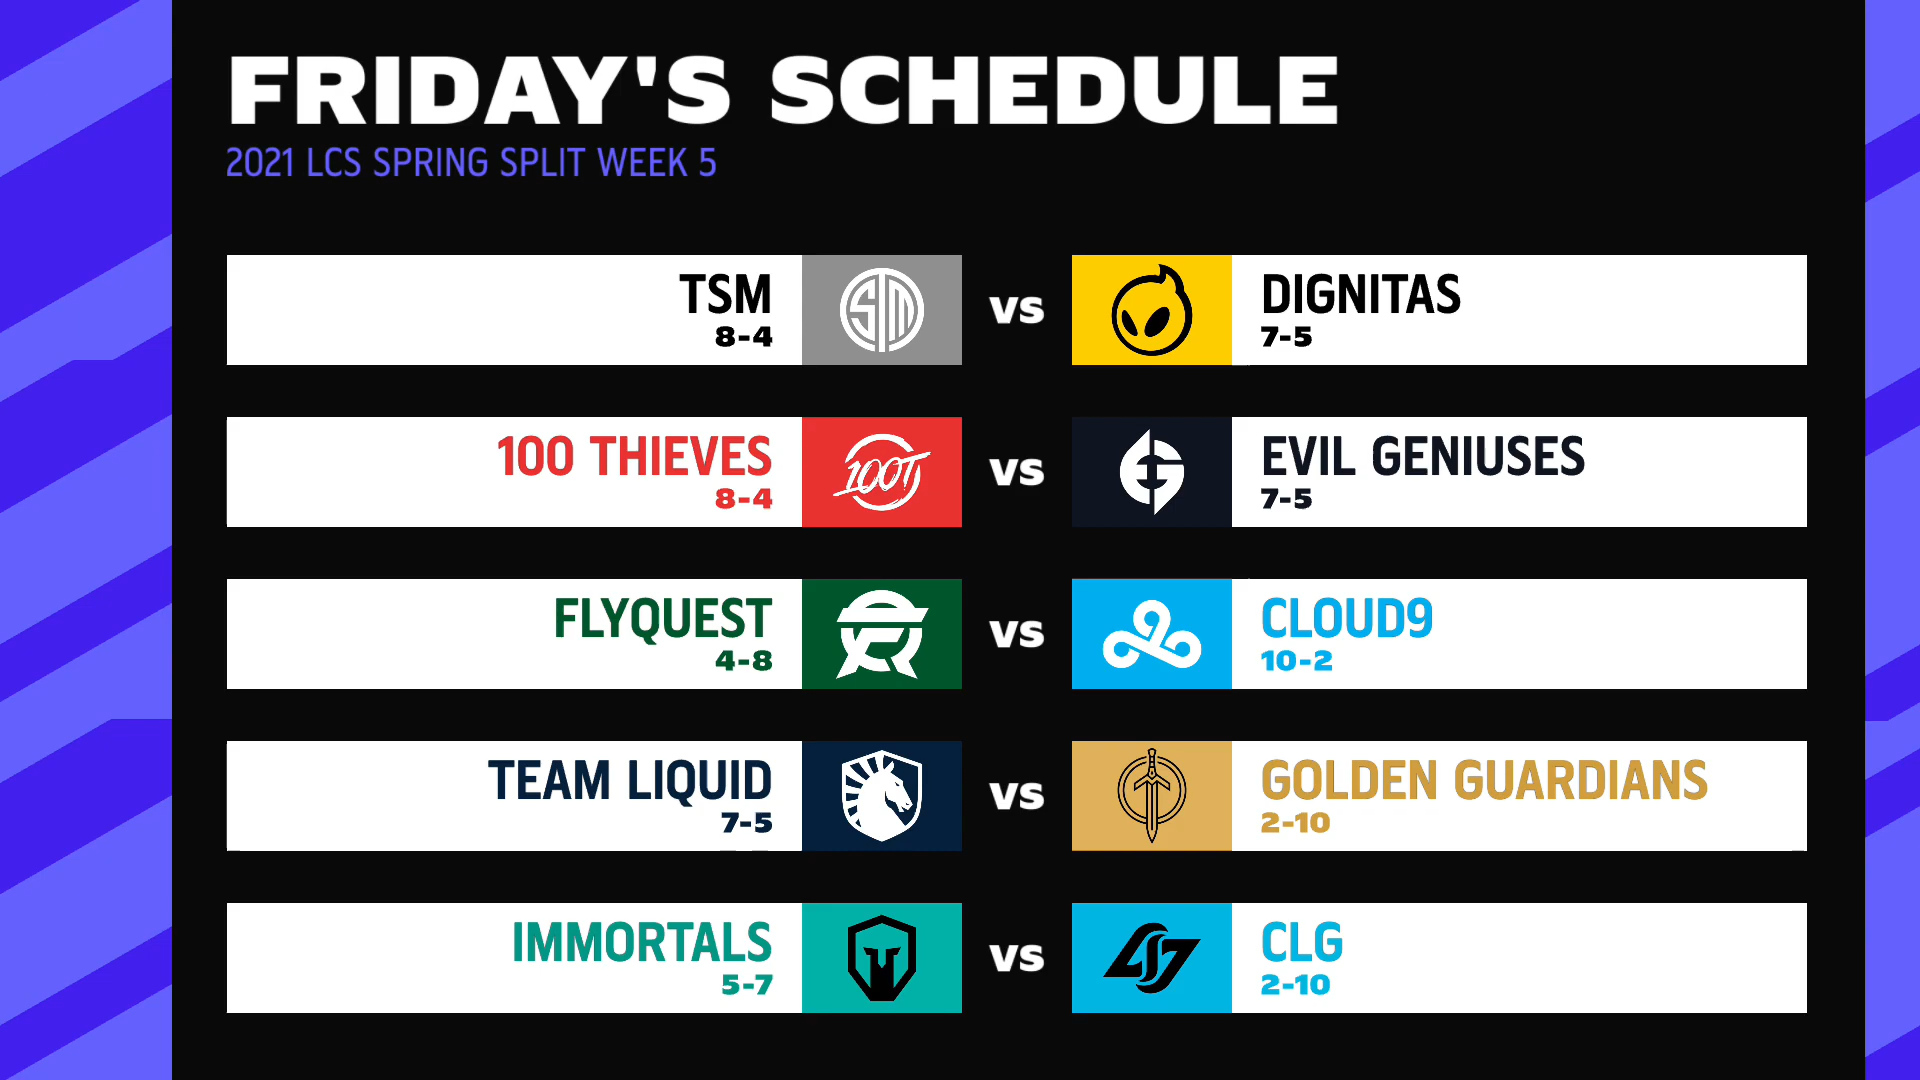 FRIDAY'S SCHEDULE
2021 LCS SPRING SPLIT WEEK 5
TSM
8-4
VS
DIGNITAS
7-5
100 THIEVES
8-4
100T
VS
EVIL GENIUSES
7-5
FLYQUEST
4-8
VS
CLOUD9
10-2
TEAM LIQUID
7-5
VS
GOLDEN GUARDIANS
2-10
IMMORTALS
5-7
VS
CLG
2-10